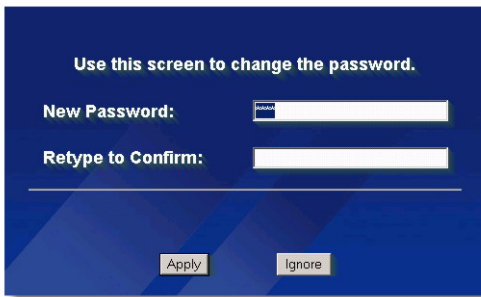 Use this screen to change the password.
New Password:
****
Retype to Confirm:
Apply
Ignore